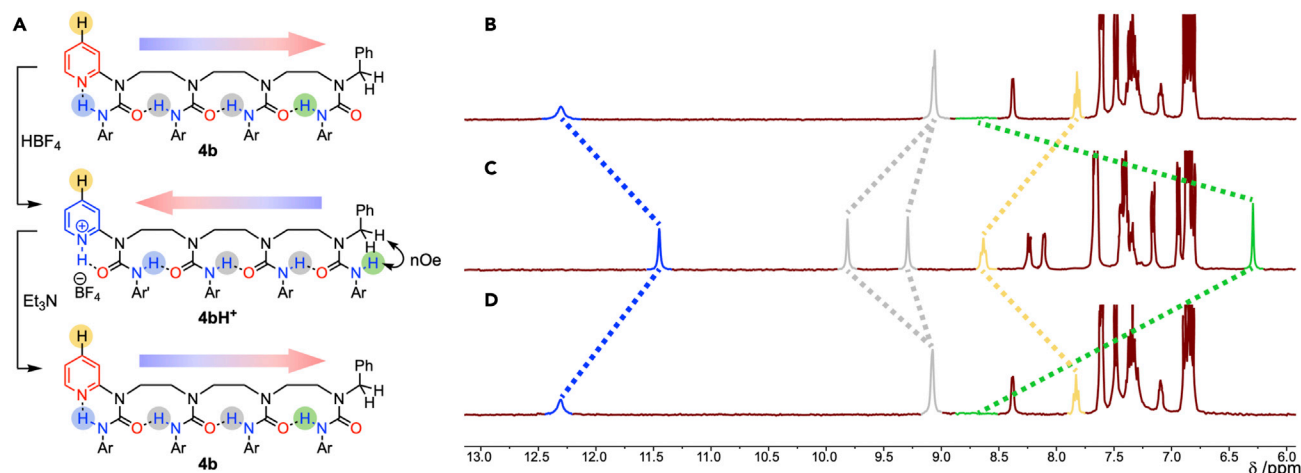 A
H
Ph
H
H
N
N
N
N
N
H
N
O
H
N
O
H
N
O
H
N
O
Ar
Ar
Ar
Ar
4b
HBF4
H
Ph
H
H
nOe
N
⊕
H
N
N
N
N
O
N
H
O
N
H
O
N
H
O
N
H
⊖
BF4
Ar'
Ar
Ar
Ar
4bH+
Et3N
H
Ph
H
H
N
N
N
N
N
H
N
O
H
N
O
H
N
O
H
N
O
Ar
Ar
Ar
Ar
4b
B
C
D
13.0 12.5 12.0 11.5 11.0 10.5 10.0 9.5 9.0 8.5 8.0 7.5 7.0 6.5 6.0
δ /ppm